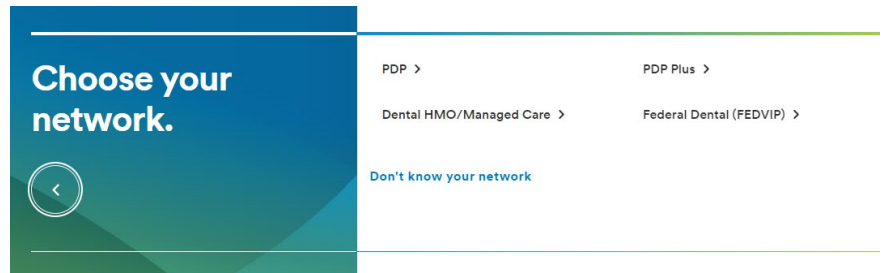 Choose your
network.
PDP >
PDP Plus >
Dental HMO/Managed Care >
Federal Dental (FEDVIP) >
Don't know your network